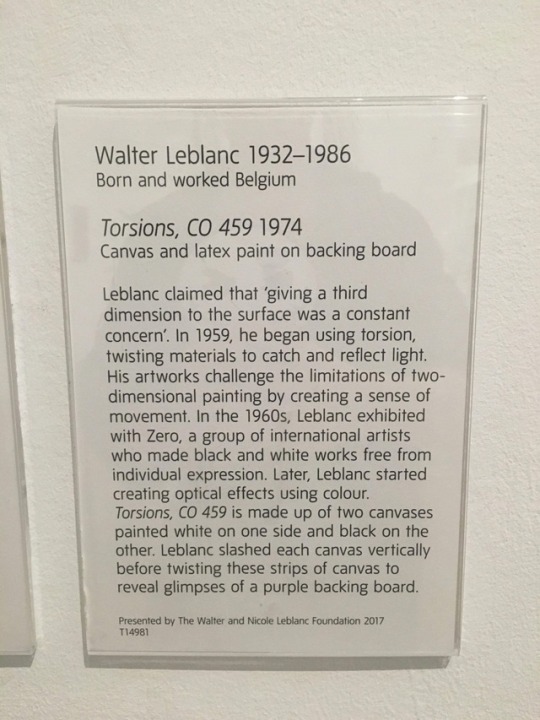 Walter Leblanc 1932–1986
Born and worked Belgium
Torsions, CO 459 1974
Canvas and latex paint on backing board
Leblanc claimed that ‘giving a third
dimension to the surface was a constant
concern’. In 1959, he began using torsion,
twisting materials to catch and reflect light.
His artworks challenge the limitations of two-
dimensional painting by creating a sense of
movement. In the 1960s, Leblanc exhibited
with Zero, a group of international artists
who made black and white works free from
individual expression. Later, Leblanc started
creating optical effects using colour.
Torsions, CO 459 is made up of two canvases
painted white on one side and black on the
other. Leblanc slashed each canvas vertically
before twisting these strips of canvas to
reveal glimpses of a purple backing board.
Presented by The Walter and Nicole Leblanc Foundation 2017
T14981